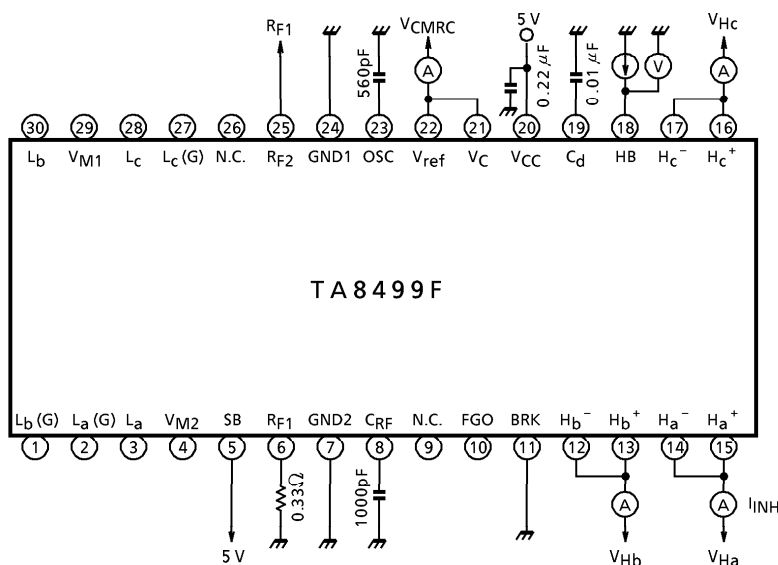 R_F1
560pF
V_CMRC
A
5 V
0.22 μF
0.01 μF
V
V_Hc
A
30 29 28 27 26 25 24 23 22 21 20 19 18 17 16
L_b V_M1 L_c L_c (G) N.C. R_F2 GND1 OSC V_ref V_C V_CC C_d HB H_c⁻ H_c⁺
TA8499F
L_b (G) L_a (G) L_a V_M2 SB R_F1 GND2 C_RF N.C. FGO BRK H_b⁻ H_b⁺ H_a⁻ H_a⁺
1 2 3 4 5 6 7 8 9 10 11 12 13 14 15
0.33Ω
1000pF
A
A
I_INH
5 V
V_Hb
V_Ha